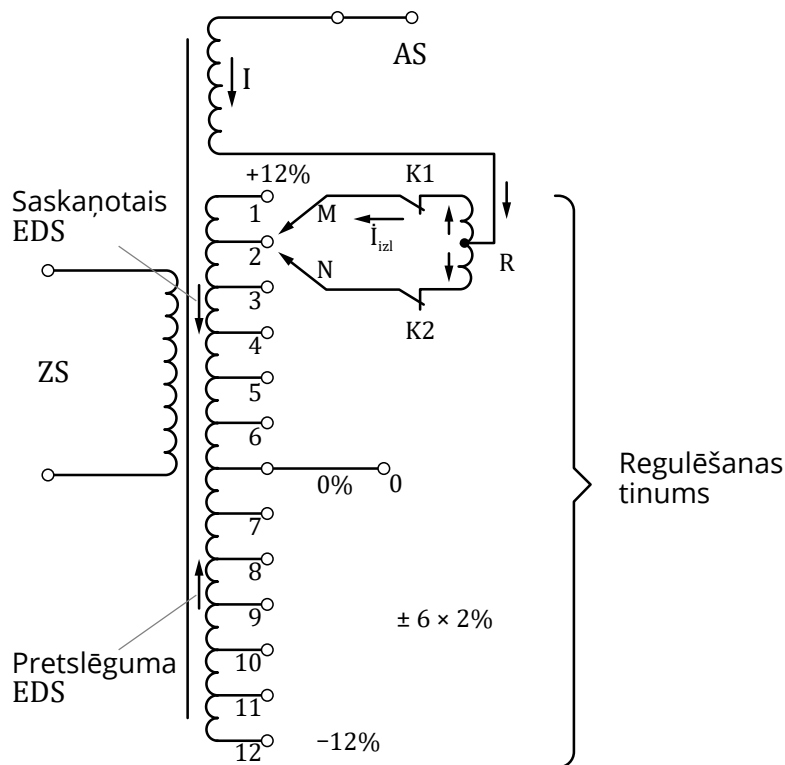 AS
I
+12%
K1
Saskaņotais
EDS
1
M
İizl
2
N
R
3
K2
4
ZS
5
6
0%
0
Regulēšanas
tinums
7
8
9
± 6 × 2%
Pretslēguma
EDS
10
11
12
−12%